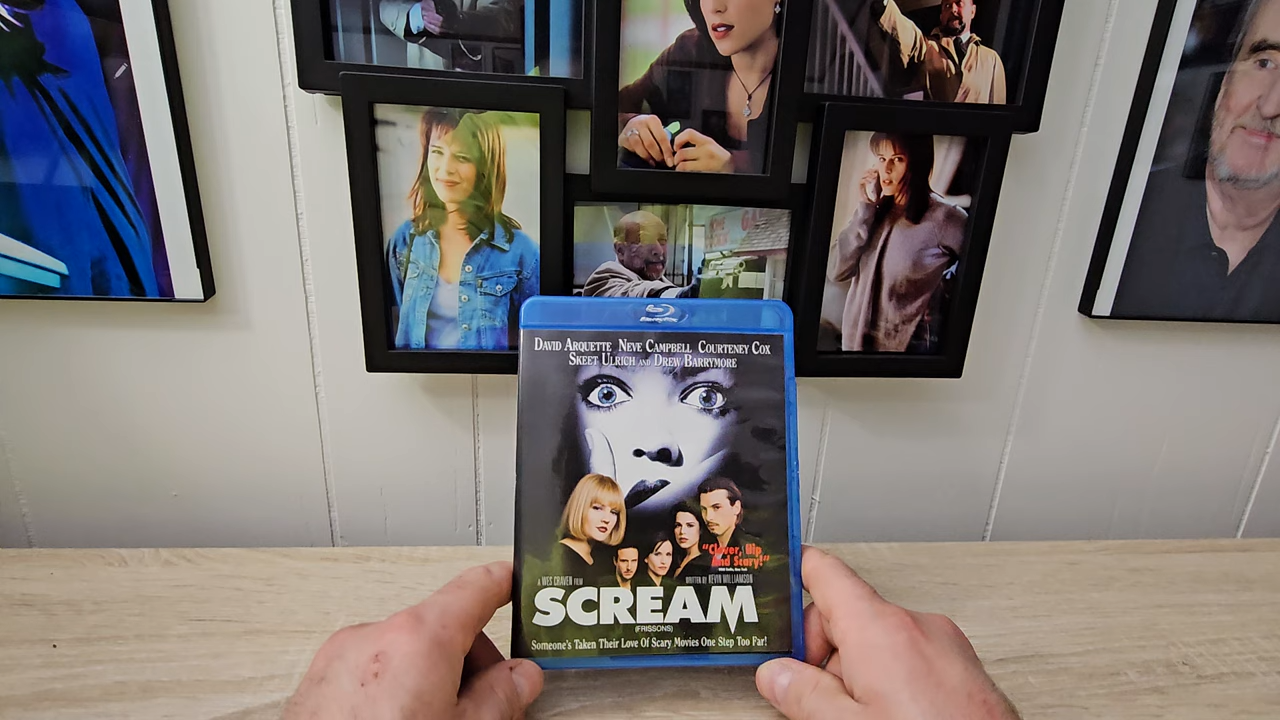 DAVID ARQUETTE NEVE CAMPBELL COURTENEY COX
SKEET ULRICH AND DREW BARRYMORE
"Clever, Hip
And Scary!"
A WES CRAVEN FILM
WRITTEN BY KEVIN WILLIAMSON
SCREAM
(FRISSONS)
Someone's Taken Their Love Of Scary Movies One Step Too Far!